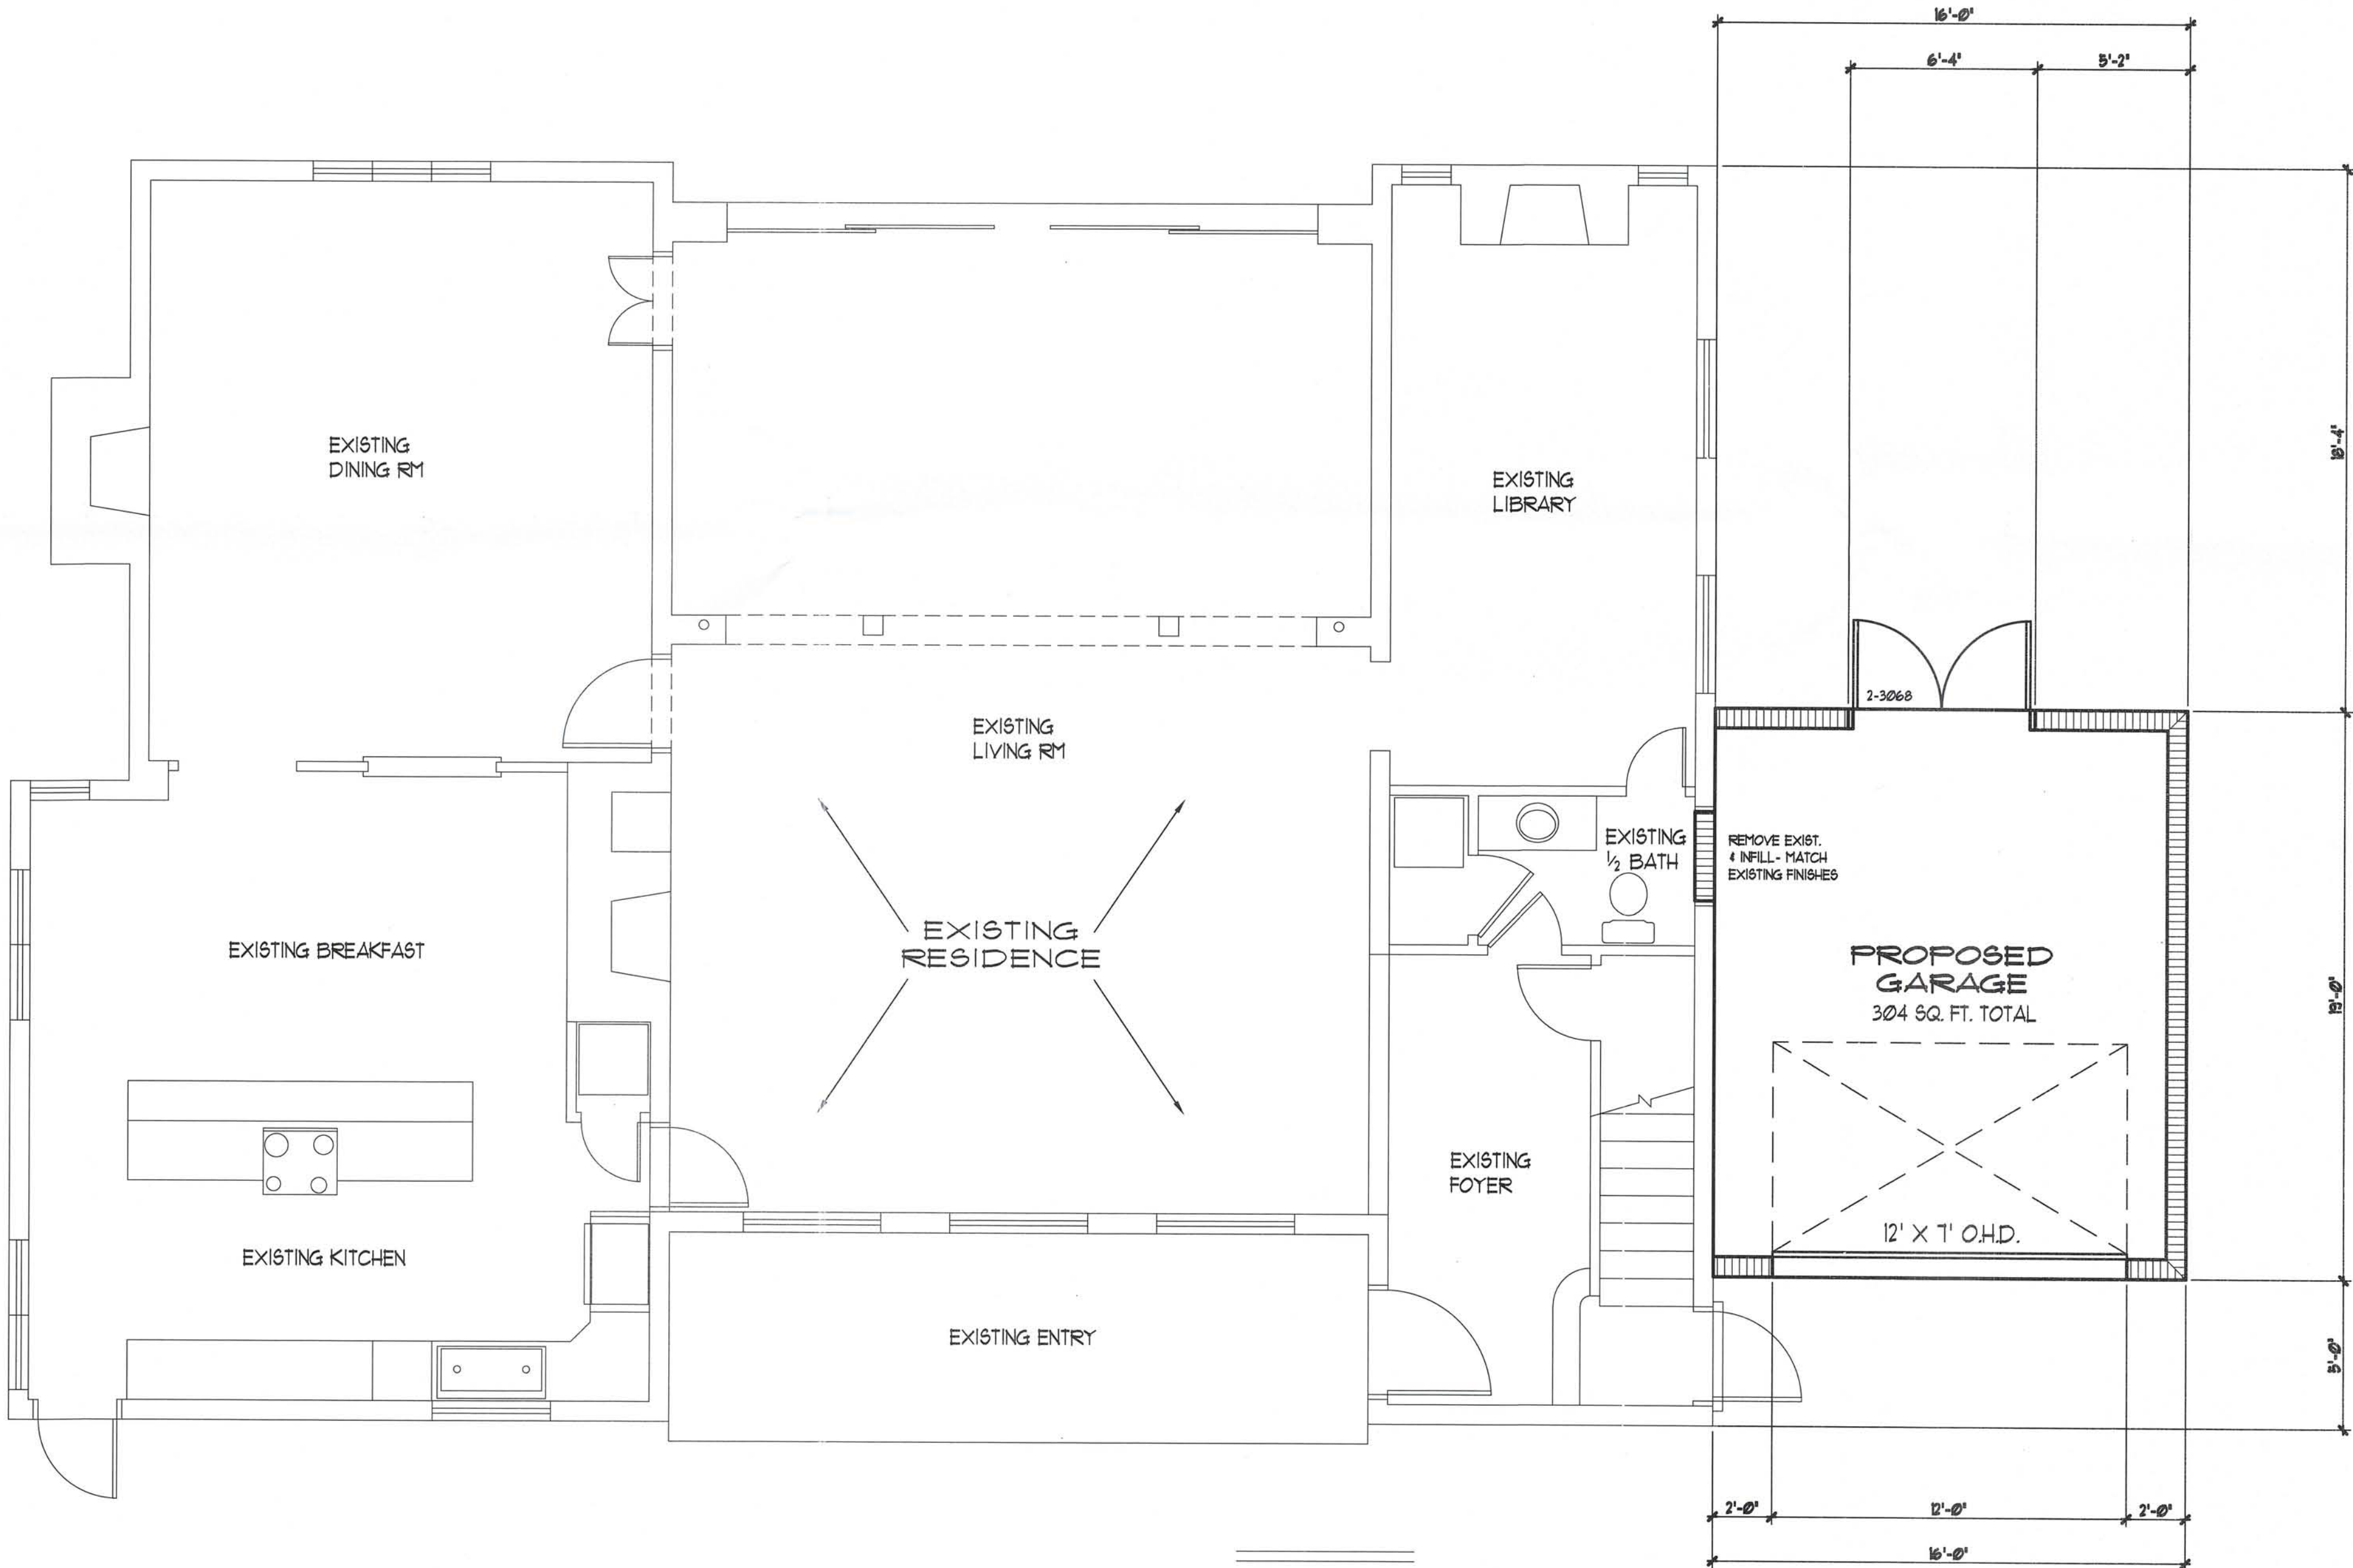 16'-0"
6'-4"
5'-2"
EXISTING
DINING RM
EXISTING
LIBRARY
18'-4"
2-3068
EXISTING
LIVING RM
EXISTING
1/2 BATH
REMOVE EXIST.
& INFILL- MATCH
EXISTING FINISHES
EXISTING BREAKFAST
EXISTING
RESIDENCE
PROPOSED
GARAGE
304 SQ. FT. TOTAL
19'-0"
EXISTING
FOYER
12' X 7' O.H.D.
EXISTING KITCHEN
EXISTING ENTRY
5'-0"
2'-0"
12'-0"
2'-0"
16'-0"